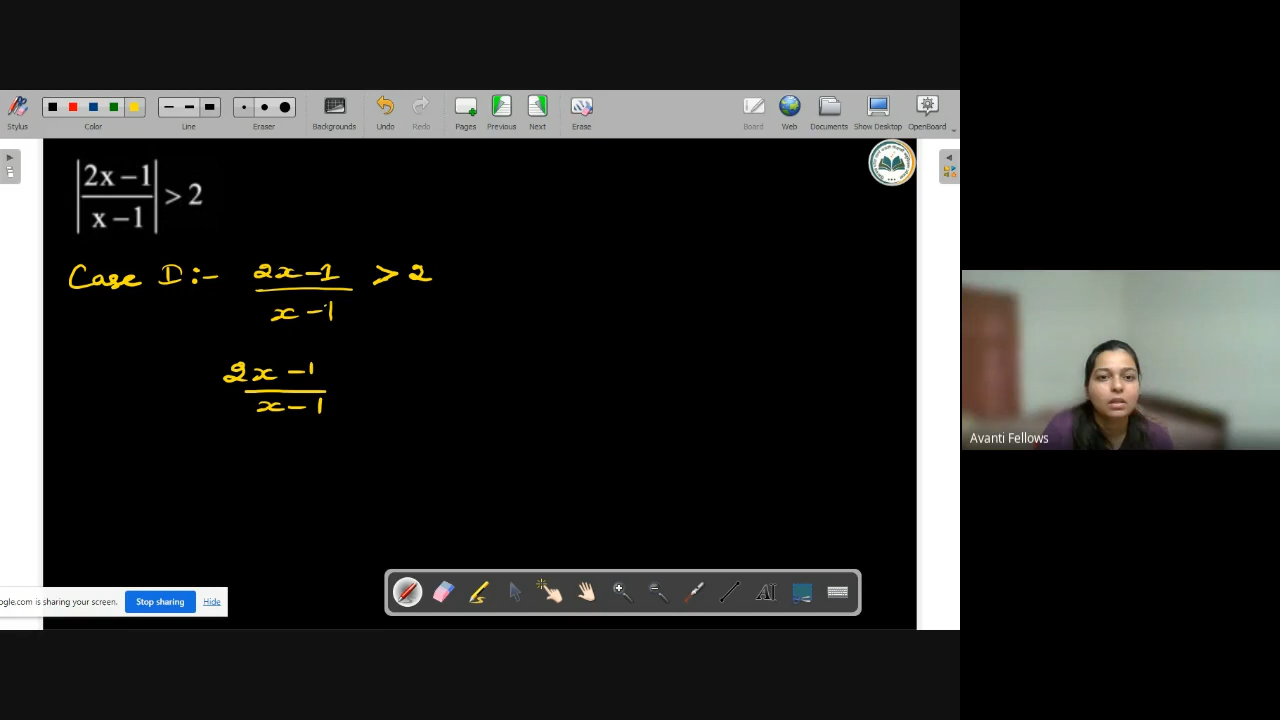 Stylus
Color
Line
Eraser
Backgrounds
Undo
Redo
Pages
Previous
Next
Erase
Board
Web
Documents
Show Desktop
OpenBoard
|2x − 1 / x − 1| > 2
Case I :- 2x - 1 / x - 1 > 2
2x - 1 / x - 1
Avanti Fellows
ogle.com is sharing your screen. Stop sharing Hide
AI